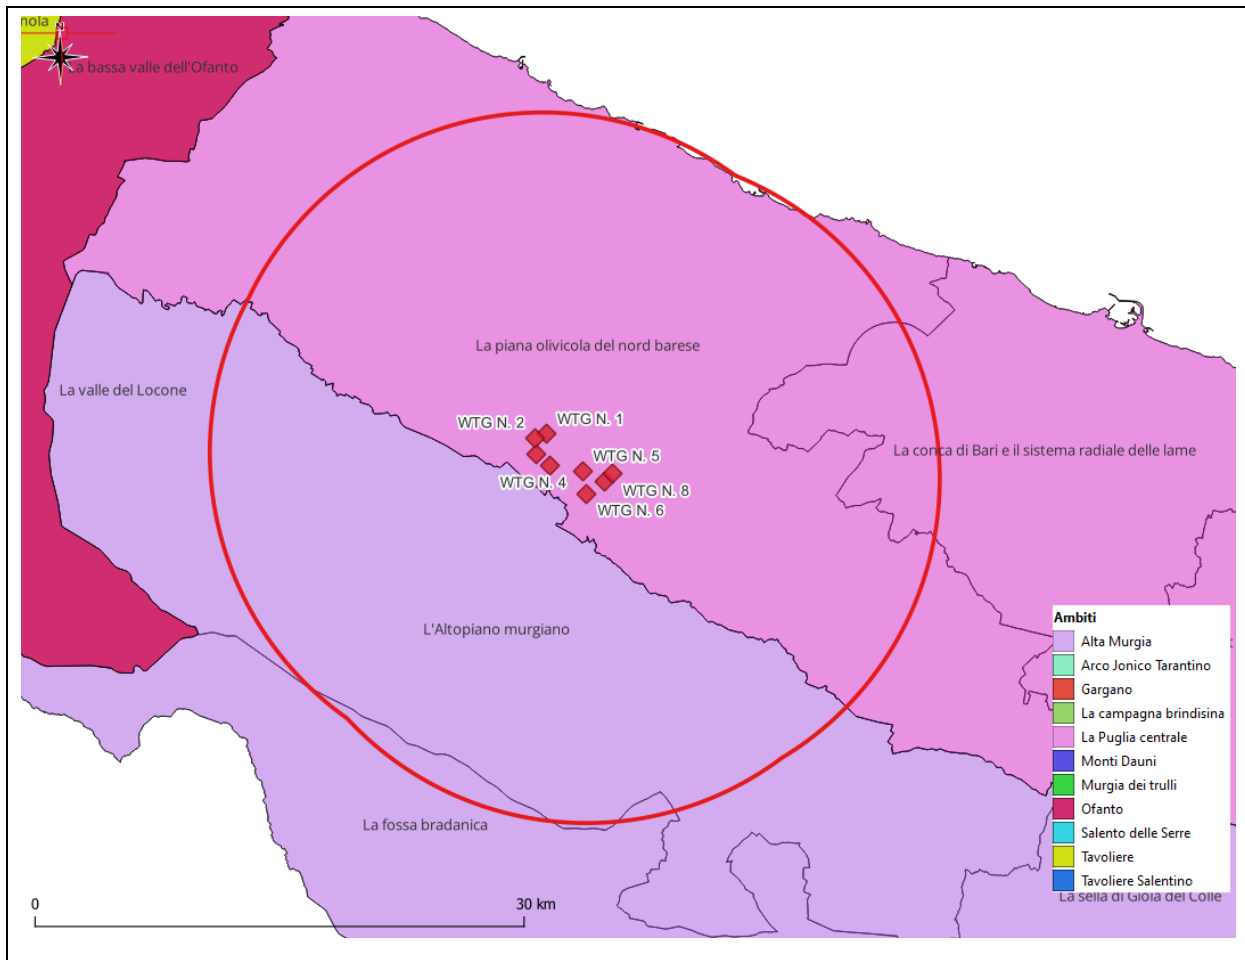 nola
N
La bassa valle dell'Ofanto
La piana olivicola del nord barese
La valle del Locone
WTG N. 1
WTG N. 2
La conca di Bari e il sistema radiale delle lame
WTG N. 5
WTG N. 4
WTG N. 8
WTG N. 6
L'Altopiano murgiano
La fossa bradanica
La sella di Gioia del Colle
Ambiti
Alta Murgia
Arco Jonico Tarantino
Gargano
La campagna brindisina
La Puglia centrale
Monti Dauni
Murgia dei trulli
Ofanto
Salento delle Serre
Tavoliere
Tavoliere Salentino
0
30 km